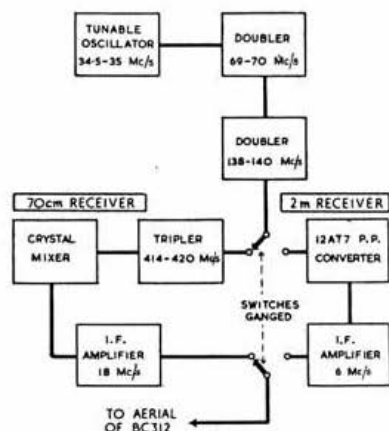 TUNABLE
OSCILLATOR
34·5-35 Mc/s
DOUBLER
69-70 Mc/s
DOUBLER
138-140 Mc/s
70cm RECEIVER
2m RECEIVER
CRYSTAL
MIXER
TRIPLER
414-420 Mc/s
12AT7 P.P.
CONVERTER
SWITCHES
GANGED
I.F.
AMPLIFIER
18 Mc/s
I.F.
AMPLIFIER
6 Mc/s
TO AERIAL
OF BC312